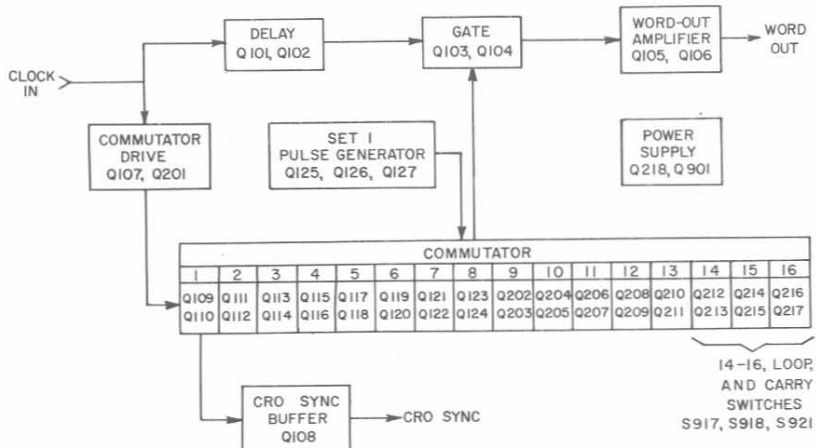 CLOCK
IN
DELAY
Q101, Q102
GATE
Q103, Q104
WORD-OUT
AMPLIFIER
Q105, Q106
WORD
OUT
COMMUTATOR
DRIVE
Q107, Q201
SET 1
PULSE GENERATOR
Q125, Q126, Q127
POWER
SUPPLY
Q218, Q901
COMMUTATOR
1 2 3 4 5 6 7 8 9 10 11 12 13 14 15 16
Q109 Q111 Q113 Q115 Q117 Q119 Q121 Q123 Q202 Q204 Q206 Q208 Q210 Q212 Q214 Q216
Q110 Q112 Q114 Q116 Q118 Q120 Q122 Q124 Q203 Q205 Q207 Q209 Q211 Q213 Q215 Q217
14-16, LOOP,
AND CARRY
SWITCHES
S917, S918, S921
CRO SYNC
BUFFER
Q108
CRO SYNC